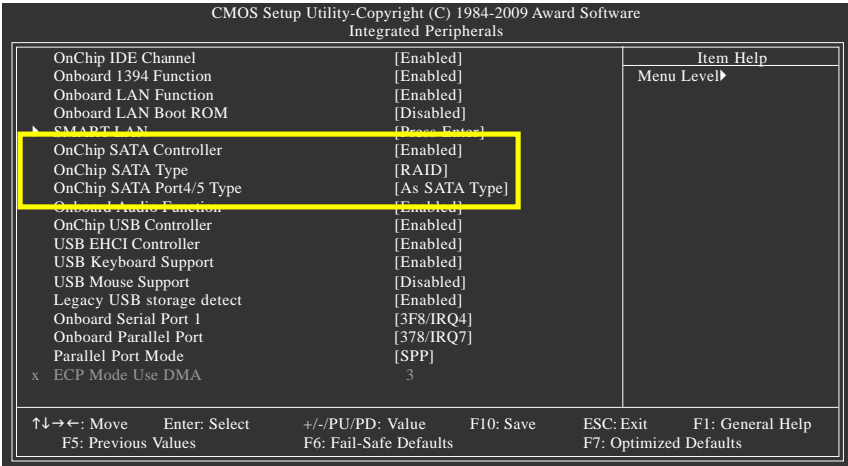 CMOS Setup Utility-Copyright (C) 1984-2009 Award Software
Integrated Peripherals
OnChip IDE Channel [Enabled] Item Help
Onboard 1394 Function [Enabled] Menu Level▶
Onboard LAN Function [Enabled]
Onboard LAN Boot ROM [Disabled]
▶ SMART LAN [Press Enter]
OnChip SATA Controller [Enabled]
OnChip SATA Type [RAID]
OnChip SATA Port4/5 Type [As SATA Type]
Onboard Audio Function [Enabled]
OnChip USB Controller [Enabled]
USB EHCI Controller [Enabled]
USB Keyboard Support [Enabled]
USB Mouse Support [Disabled]
Legacy USB storage detect [Enabled]
Onboard Serial Port 1 [3F8/IRQ4]
Onboard Parallel Port [378/IRQ7]
Parallel Port Mode [SPP]
x ECP Mode Use DMA 3
↑↓→←: Move Enter: Select +/-/PU/PD: Value F10: Save ESC: Exit F1: General Help
F5: Previous Values F6: Fail-Safe Defaults F7: Optimized Defaults